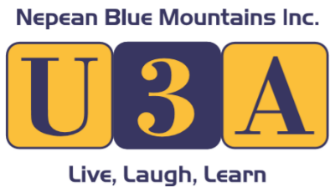 Nepean Blue Mountains Inc.
U3A
Live, Laugh, Learn